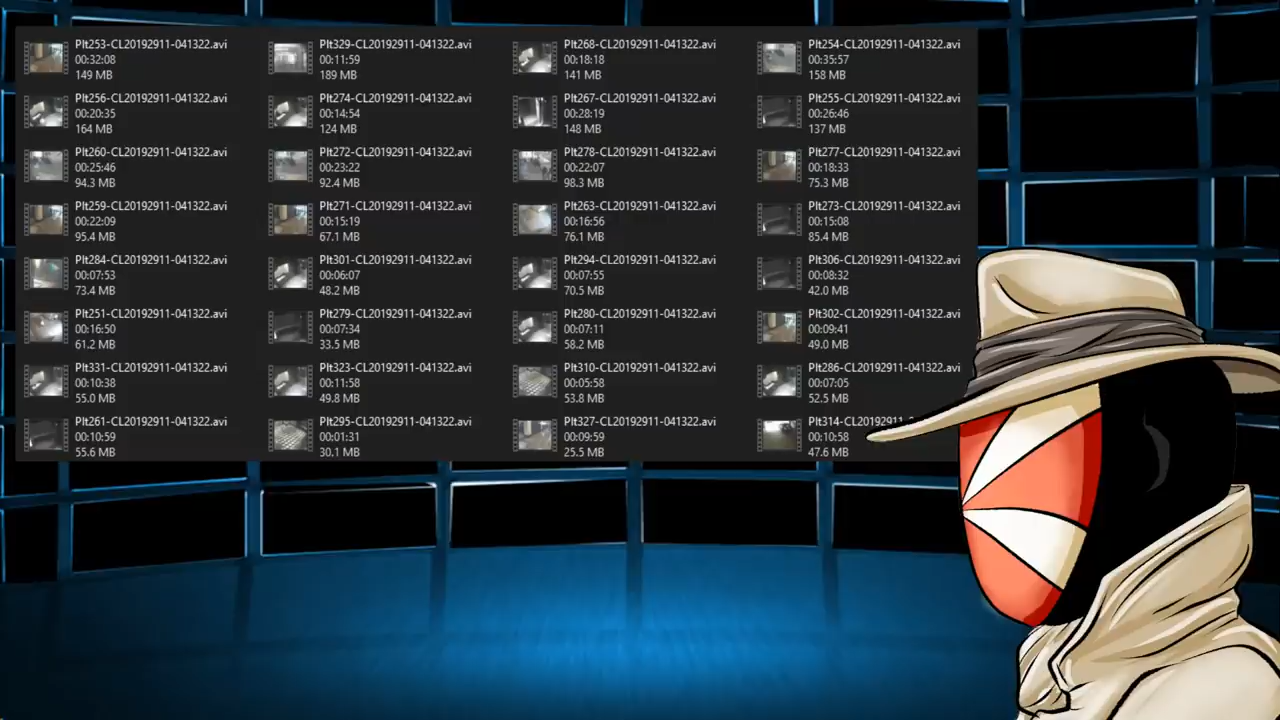 Plt253-CL20192911-041322.avi
00:32:08
149 MB
Plt329-CL20192911-041322.avi
00:11:59
189 MB
Plt268-CL20192911-041322.avi
00:18:18
141 MB
Plt254-CL20192911-041322.avi
00:35:57
158 MB
Plt256-CL20192911-041322.avi
00:20:35
164 MB
Plt274-CL20192911-041322.avi
00:14:54
124 MB
Plt267-CL20192911-041322.avi
00:28:19
148 MB
Plt255-CL20192911-041322.avi
00:26:46
137 MB
Plt260-CL20192911-041322.avi
00:25:46
94.3 MB
Plt272-CL20192911-041322.avi
00:23:22
92.4 MB
Plt278-CL20192911-041322.avi
00:22:07
98.3 MB
Plt277-CL20192911-041322.avi
00:18:33
75.3 MB
Plt259-CL20192911-041322.avi
00:22:09
95.4 MB
Plt271-CL20192911-041322.avi
00:15:19
67.1 MB
Plt263-CL20192911-041322.avi
00:16:56
76.1 MB
Plt273-CL20192911-041322.avi
00:15:08
85.4 MB
Plt284-CL20192911-041322.avi
00:07:53
73.4 MB
Plt301-CL20192911-041322.avi
00:06:07
48.2 MB
Plt294-CL20192911-041322.avi
00:07:55
70.5 MB
Plt306-CL20192911-041322.avi
00:08:32
42.0 MB
Plt251-CL20192911-041322.avi
00:16:50
61.2 MB
Plt279-CL20192911-041322.avi
00:07:34
33.5 MB
Plt280-CL20192911-041322.avi
00:07:11
58.2 MB
Plt302-CL20192911-041322.avi
00:09:41
49.0 MB
Plt331-CL20192911-041322.avi
00:10:38
55.0 MB
Plt323-CL20192911-041322.avi
00:11:58
49.8 MB
Plt310-CL20192911-041322.avi
00:05:58
53.8 MB
Plt286-CL20192911-041322.avi
00:07:05
52.5 MB
Plt261-CL20192911-041322.avi
00:10:59
55.6 MB
Plt295-CL20192911-041322.avi
00:01:31
30.1 MB
Plt327-CL20192911-041322.avi
00:09:59
25.5 MB
Plt314-CL20192911-0
00:10:58
47.6 MB